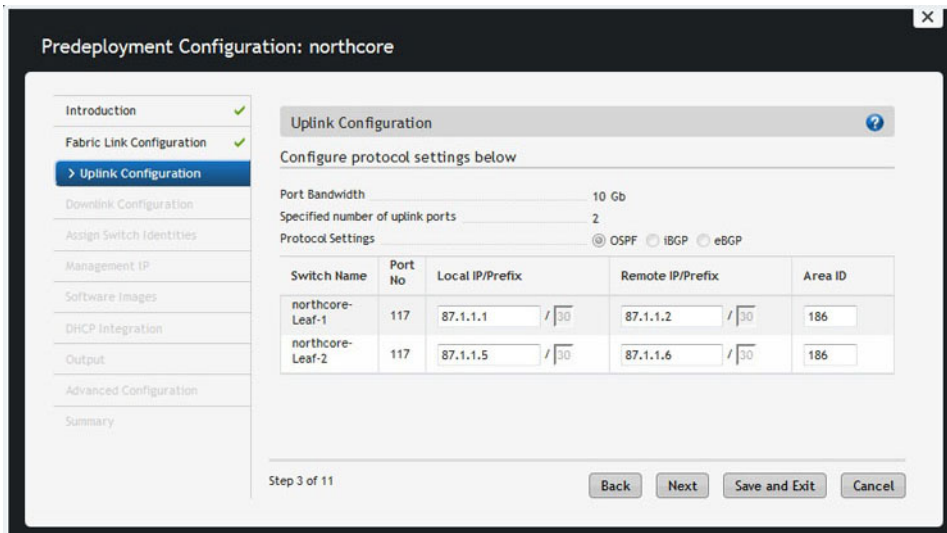 Predeployment Configuration: northcore
Introduction
Fabric Link Configuration
> Uplink Configuration
Downlink Configuration
Assign Switch Identities
Management IP
Software Images
DHCP Integration
Output
Advanced Configuration
Summary
Uplink Configuration
Configure protocol settings below
Port Bandwidth 10 Gb
Specified number of uplink ports 2
Protocol Settings OSPF iBGP eBGP
Switch Name Port No Local IP/Prefix Remote IP/Prefix Area ID
northcore-Leaf-1 117 87.1.1.1 / 30 87.1.1.2 / 30 186
northcore-Leaf-2 117 87.1.1.5 / 30 87.1.1.6 / 30 186
Step 3 of 11 Back Next Save and Exit Cancel